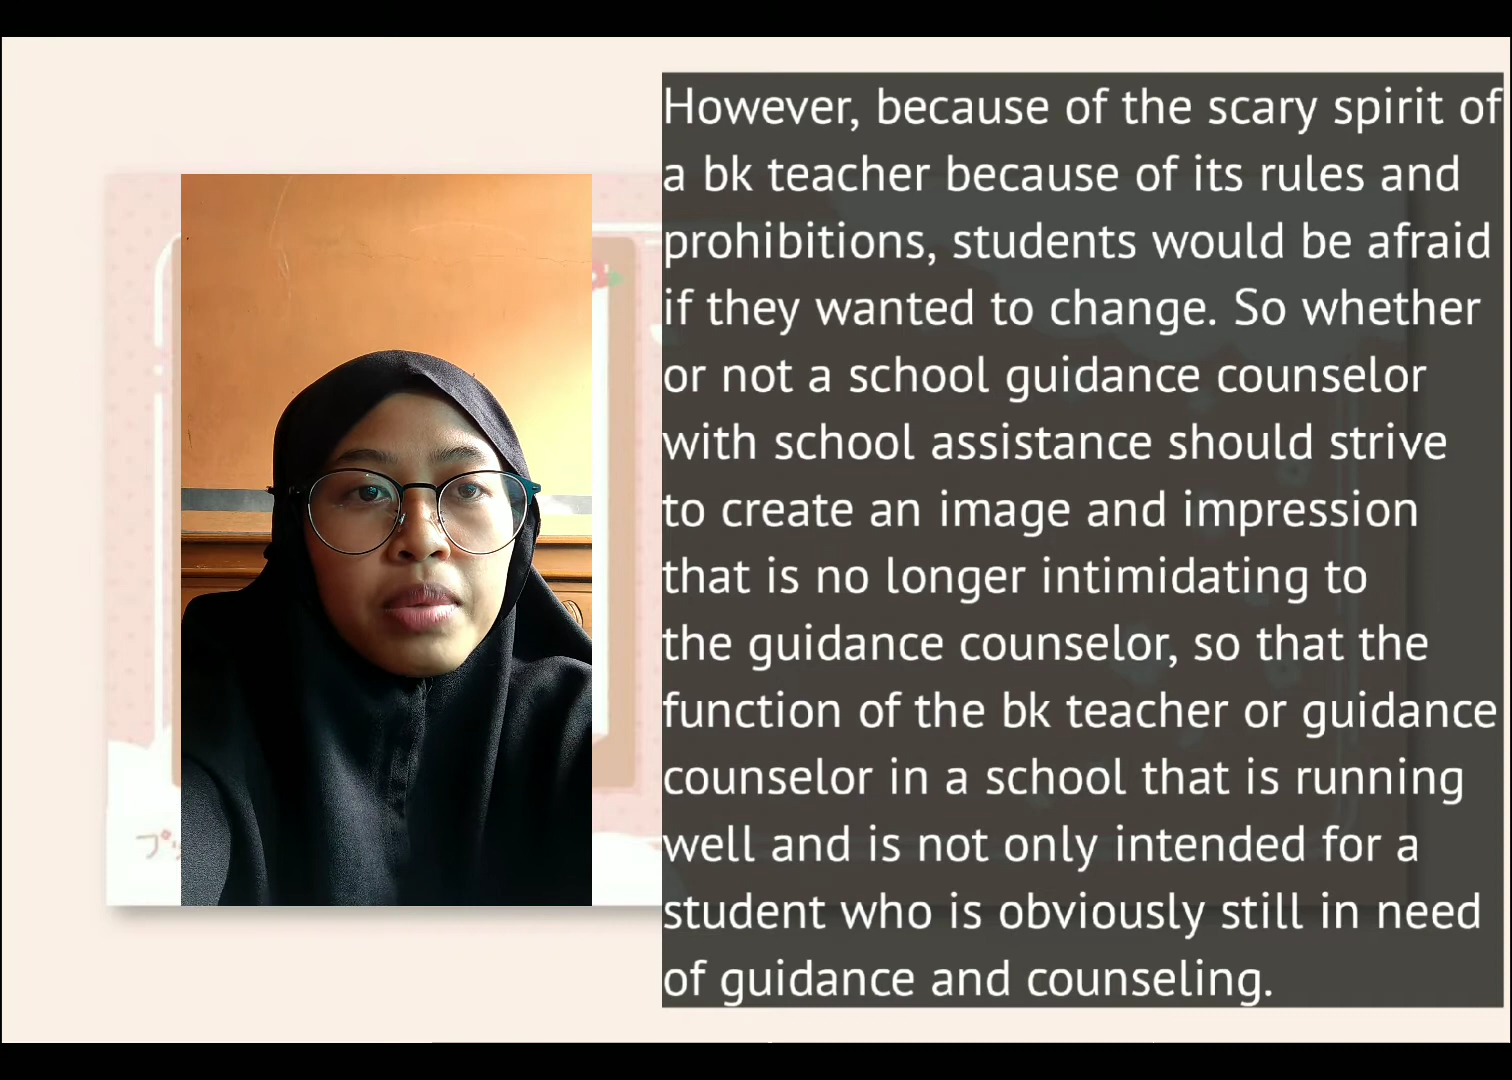 However, because of the scary spirit of
a bk teacher because of its rules and
prohibitions, students would be afraid
if they wanted to change. So whether
or not a school guidance counselor
with school assistance should strive
to create an image and impression
that is no longer intimidating to
the guidance counselor, so that the
function of the bk teacher or guidance
counselor in a school that is running
well and is not only intended for a
student who is obviously still in need
of guidance and counseling.